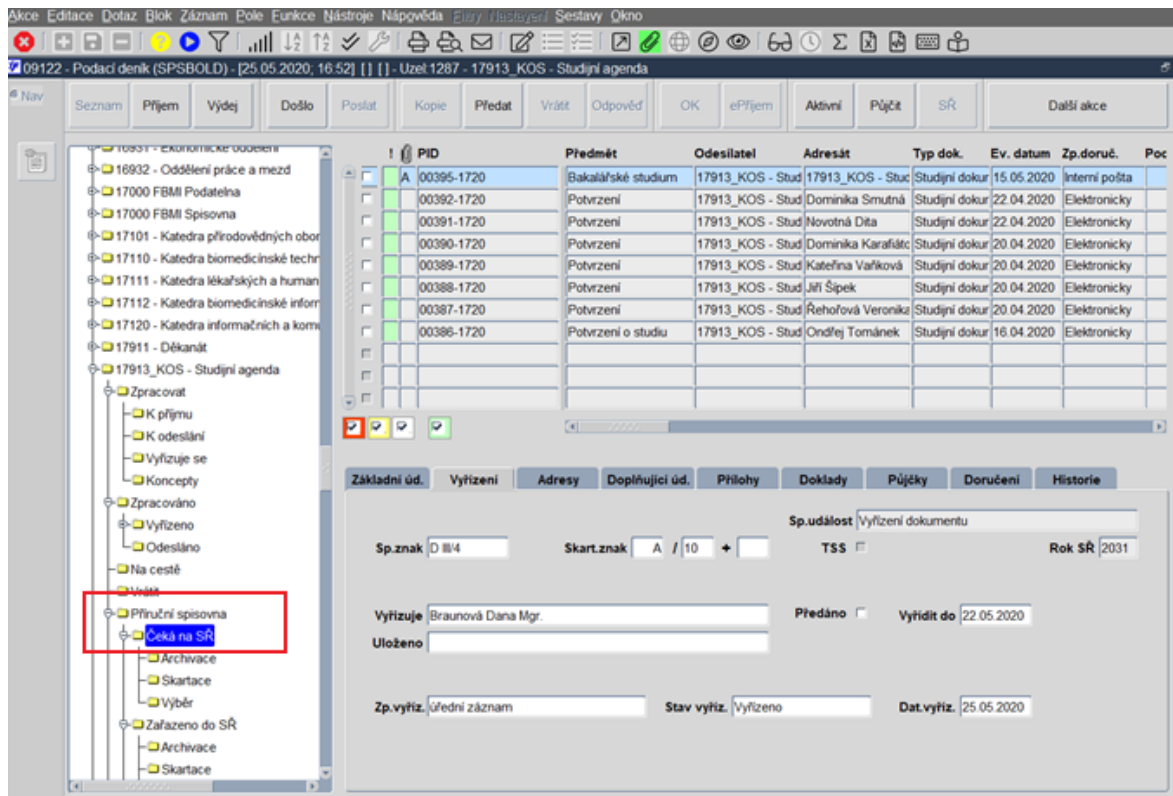 Akce Editace Dotaz Blok Záznam Pole Funkce Nástroje Nápověda Sestavy Okno
09122 - Podací deník (SPSBOLD) - [25.05.2020; 16:52] [ ] [ ] - Uzel:1287 - 17913_KOS - Studijní agenda
Nav
Seznam Příjem Výdej Došlo Poslat Kopie Předat Vrátit Odpověď OK ePříjem Aktivní Půjčit SŘ Další akce
16931 - Ekonomické oddělení
16932 - Oddělení práce a mezd
17000 FBMI Podatelna
17000 FBMI Spisovna
17101 - Katedra přírodovědných obor
17110 - Katedra biomedicínské techn
17111 - Katedra lékařských a human
17112 - Katedra biomedicínské inform
17120 - Katedra informačních a komu
17911 - Děkanát
17913_KOS - Studijní agenda
Zpracovat
K příjmu
K odeslání
Vyřizuje se
Koncepty
Zpracováno
Vyřízeno
Odesláno
Na cestě
Vrátit
Příruční spisovna
Čeká na SŘ
Archivace
Skartace
Výběr
Zařazeno do SŘ
Archivace
Skartace
! PID Předmět Odesilatel Adresát Typ dok. Ev. datum Zp.doruč. Poč
A 00395-1720 Bakalářské studium 17913_KOS - Stud 17913_KOS - Stud Studijní dokur 15.05.2020 Interní pošta
00392-1720 Potvrzení 17913_KOS - Stud Dominika Smutná Studijní dokur 22.04.2020 Elektronicky
00391-1720 Potvrzení 17913_KOS - Stud Novotná Dita Studijní dokur 22.04.2020 Elektronicky
00390-1720 Potvrzení 17913_KOS - Stud Dominika Karafiáto Studijní dokur 20.04.2020 Elektronicky
00389-1720 Potvrzení 17913_KOS - Stud Kateřina Vaňková Studijní dokur 20.04.2020 Elektronicky
00388-1720 Potvrzení 17913_KOS - Stud Jiří Šípek Studijní dokur 20.04.2020 Elektronicky
00387-1720 Potvrzení 17913_KOS - Stud Řehořová Veronika Studijní dokur 20.04.2020 Elektronicky
00386-1720 Potvrzení o studiu 17913_KOS - Stud Ondřej Tománek Studijní dokur 16.04.2020 Elektronicky
Základní úd. Vyřízení Adresy Doplňující úd. Přílohy Doklady Půjčky Doručení Historie
Sp.událost Vyřízení dokumentu
Sp.znak D III/4 Skart.znak A / 10 + TSS Rok SŘ 2031
Vyřizuje Braunová Dana Mgr. Předáno Vyřídit do 22.05.2020
Uloženo
Zp.vyříz. úřední záznam Stav vyříz. Vyřízeno Dat.vyříz. 25.05.2020